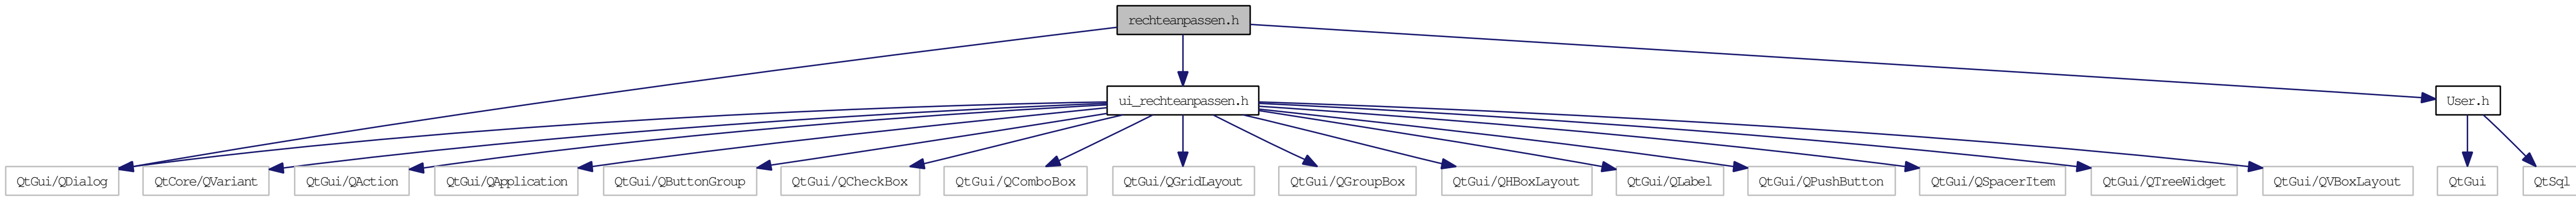 rechteanpassen.h
ui_rechteanpassen.h
User.h
QtGui/QDialog
QtCore/QVariant
QtGui/QAction
QtGui/QApplication
QtGui/QButtonGroup
QtGui/QCheckBox
QtGui/QComboBox
QtGui/QGridLayout
QtGui/QGroupBox
QtGui/QHBoxLayout
QtGui/QLabel
QtGui/QPushButton
QtGui/QSpacerItem
QtGui/QTreeWidget
QtGui/QVBoxLayout
QtGui
QtSql